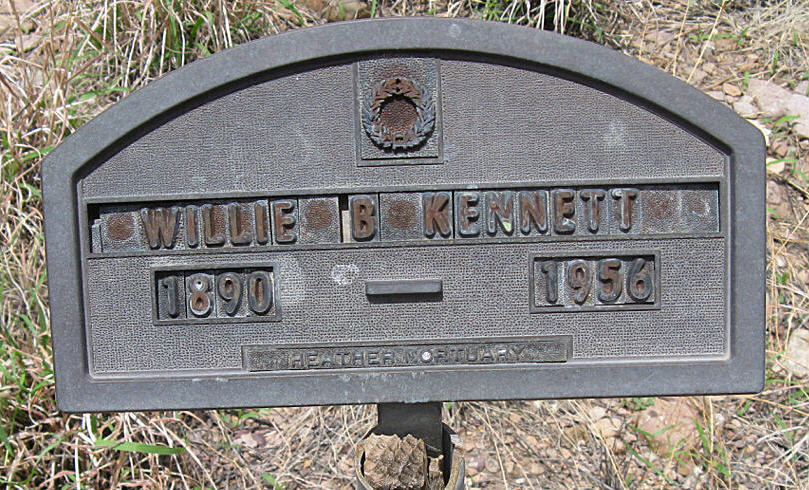 WILLIE B KENNETT
1890 — 1956
HEATHER MORTUARY